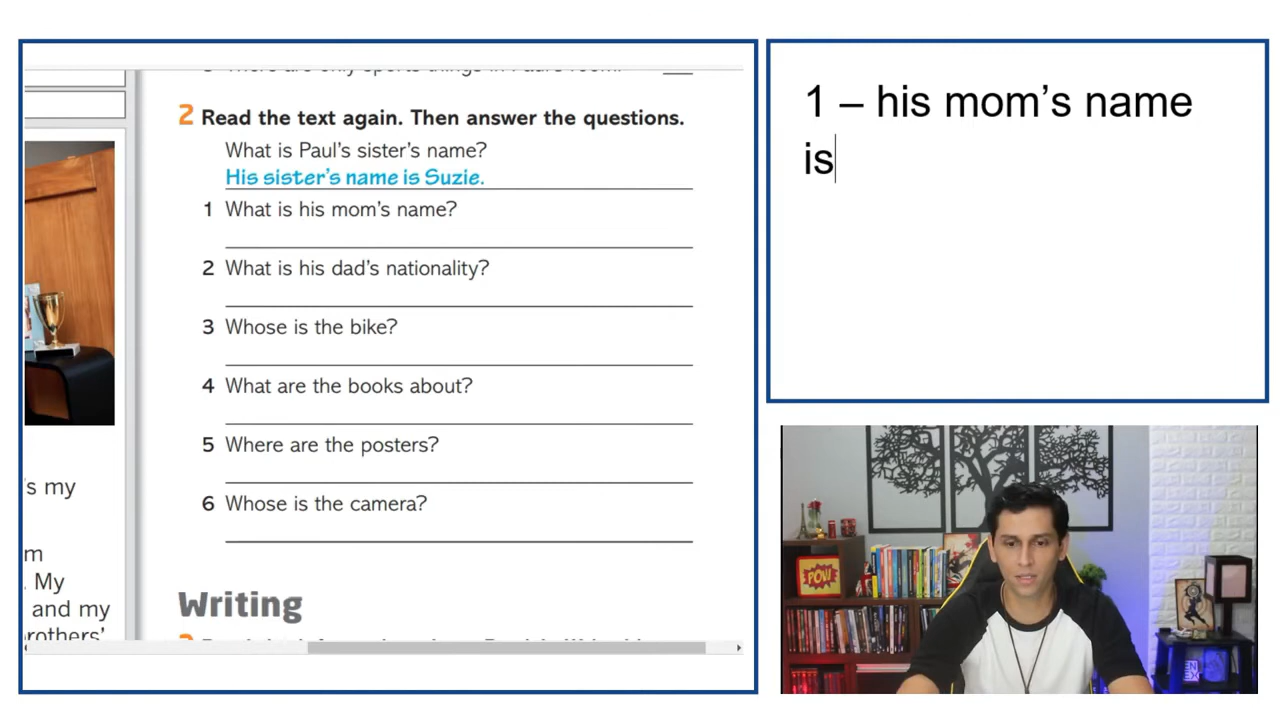 2 Read the text again. Then answer the questions.
What is Paul's sister's name?
His sister's name is Suzie.
1 What is his mom's name?
2 What is his dad's nationality?
3 Whose is the bike?
4 What are the books about?
5 Where are the posters?
6 Whose is the camera?
Writing
's my
m
. My
and my
rothers'
1 – his mom's name
is
POW